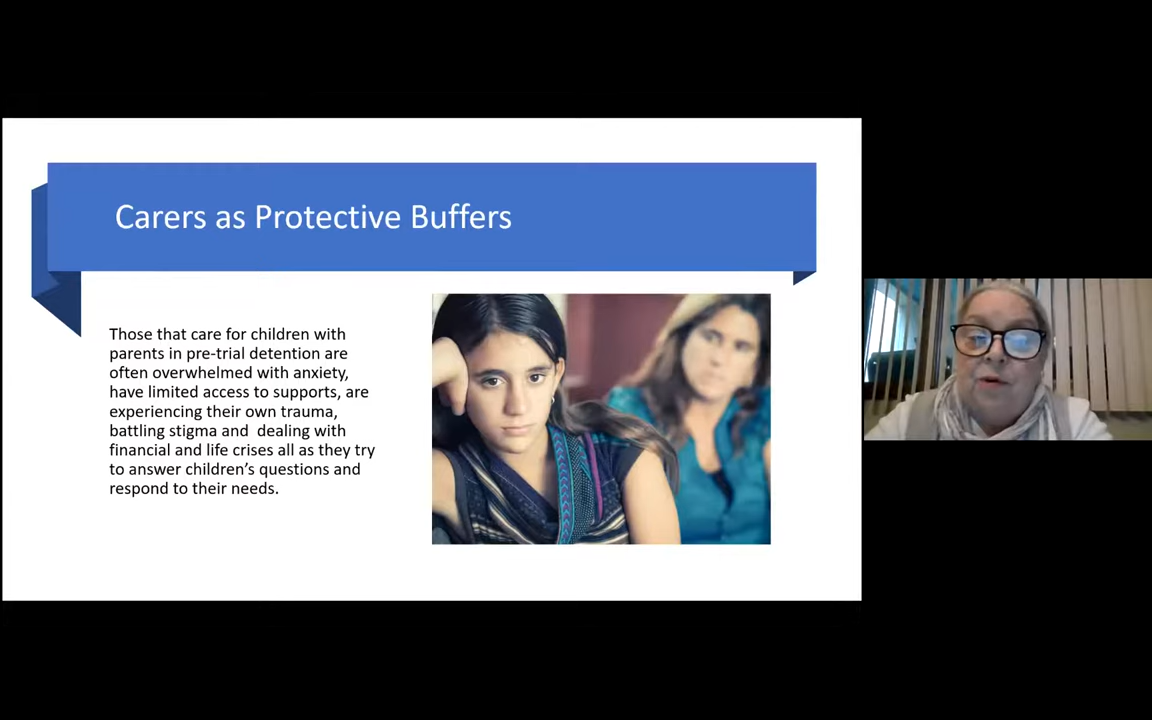 Carers as Protective Buffers
Those that care for children with
parents in pre-trial detention are
often overwhelmed with anxiety,
have limited access to supports, are
experiencing their own trauma,
battling stigma and  dealing with
financial and life crises all as they try
to answer children’s questions and
respond to their needs.